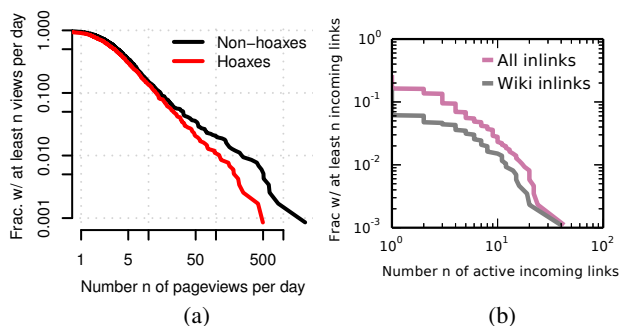 Frac. w/ at least n views per day
1.000
0.100
0.010
0.001
Non-hoaxes
Hoaxes
1 5 50 500
Number n of pageviews per day
(a)
Frac w/ at least n incoming links
10^0
10^-1
10^-2
10^-3
All inlinks
Wiki inlinks
10^0 10^1 10^2
Number n of active incoming links
(b)